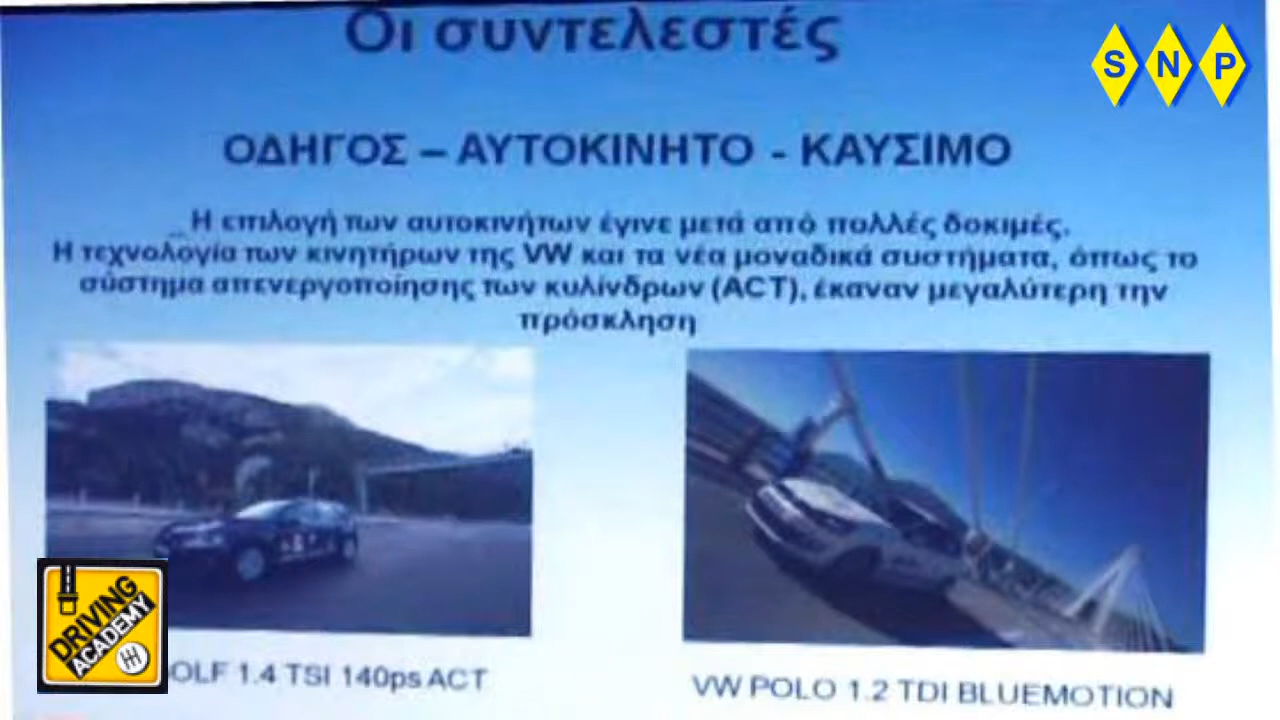 Οι συντελεστές
S N P
ΟΔΗΓΟΣ – ΑΥΤΟΚΙΝΗΤΟ - ΚΑΥΣΙΜΟ
Η επιλογή των αυτοκινήτων έγινε μετά από πολλές δοκιμές.
Η τεχνολογία των κινητήρων της VW και τα νέα μοναδικά συστήματα, όπως το
σύστημα απενεργοποίησης των κυλίνδρων (ACT), έκαναν μεγαλύτερη την
πρόσκληση
OLF 1.4 TSI 140ps ACT
VW POLO 1.2 TDI BLUEMOTION
DRIVING
ACADEMY